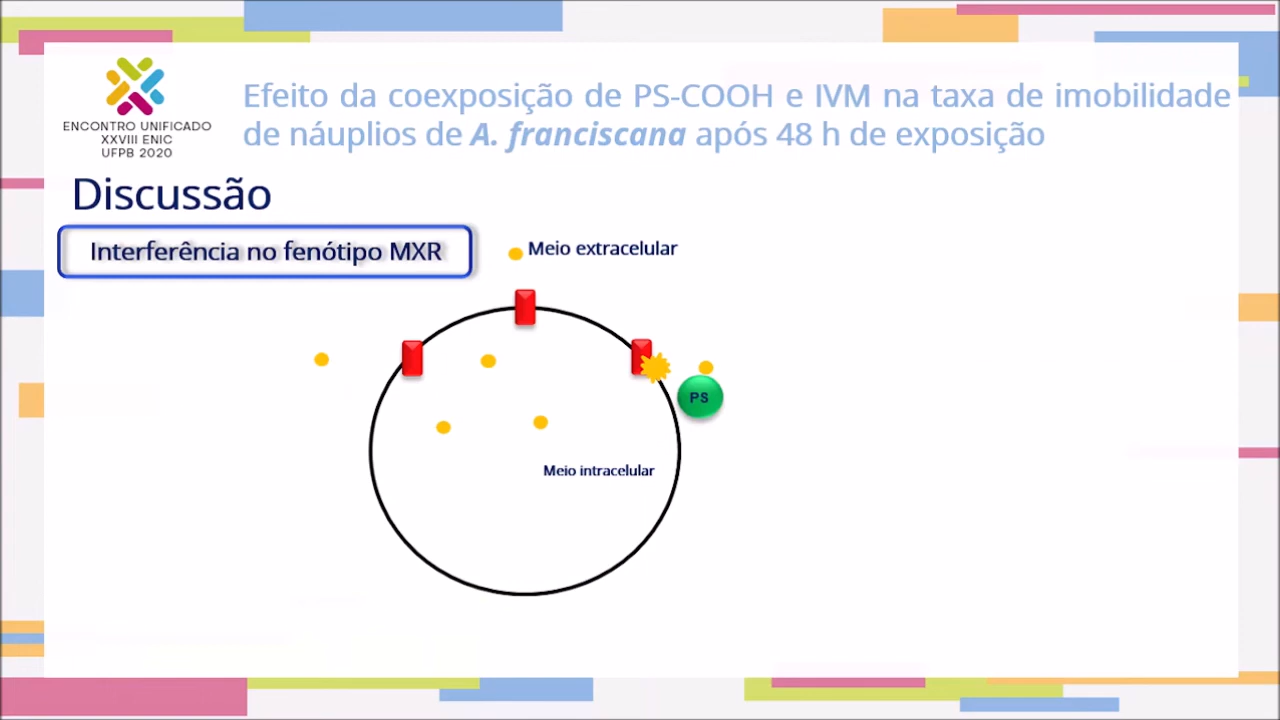 Efeito da coexposição de PS-COOH e IVM na taxa de imobilidade
de náuplios de A. franciscana após 48 h de exposição
ENCONTRO UNIFICADO
XXVIII ENIC
UFPB 2020
Discussão
Interferência no fenótipo MXR
Meio extracelular
PS
Meio intracelular